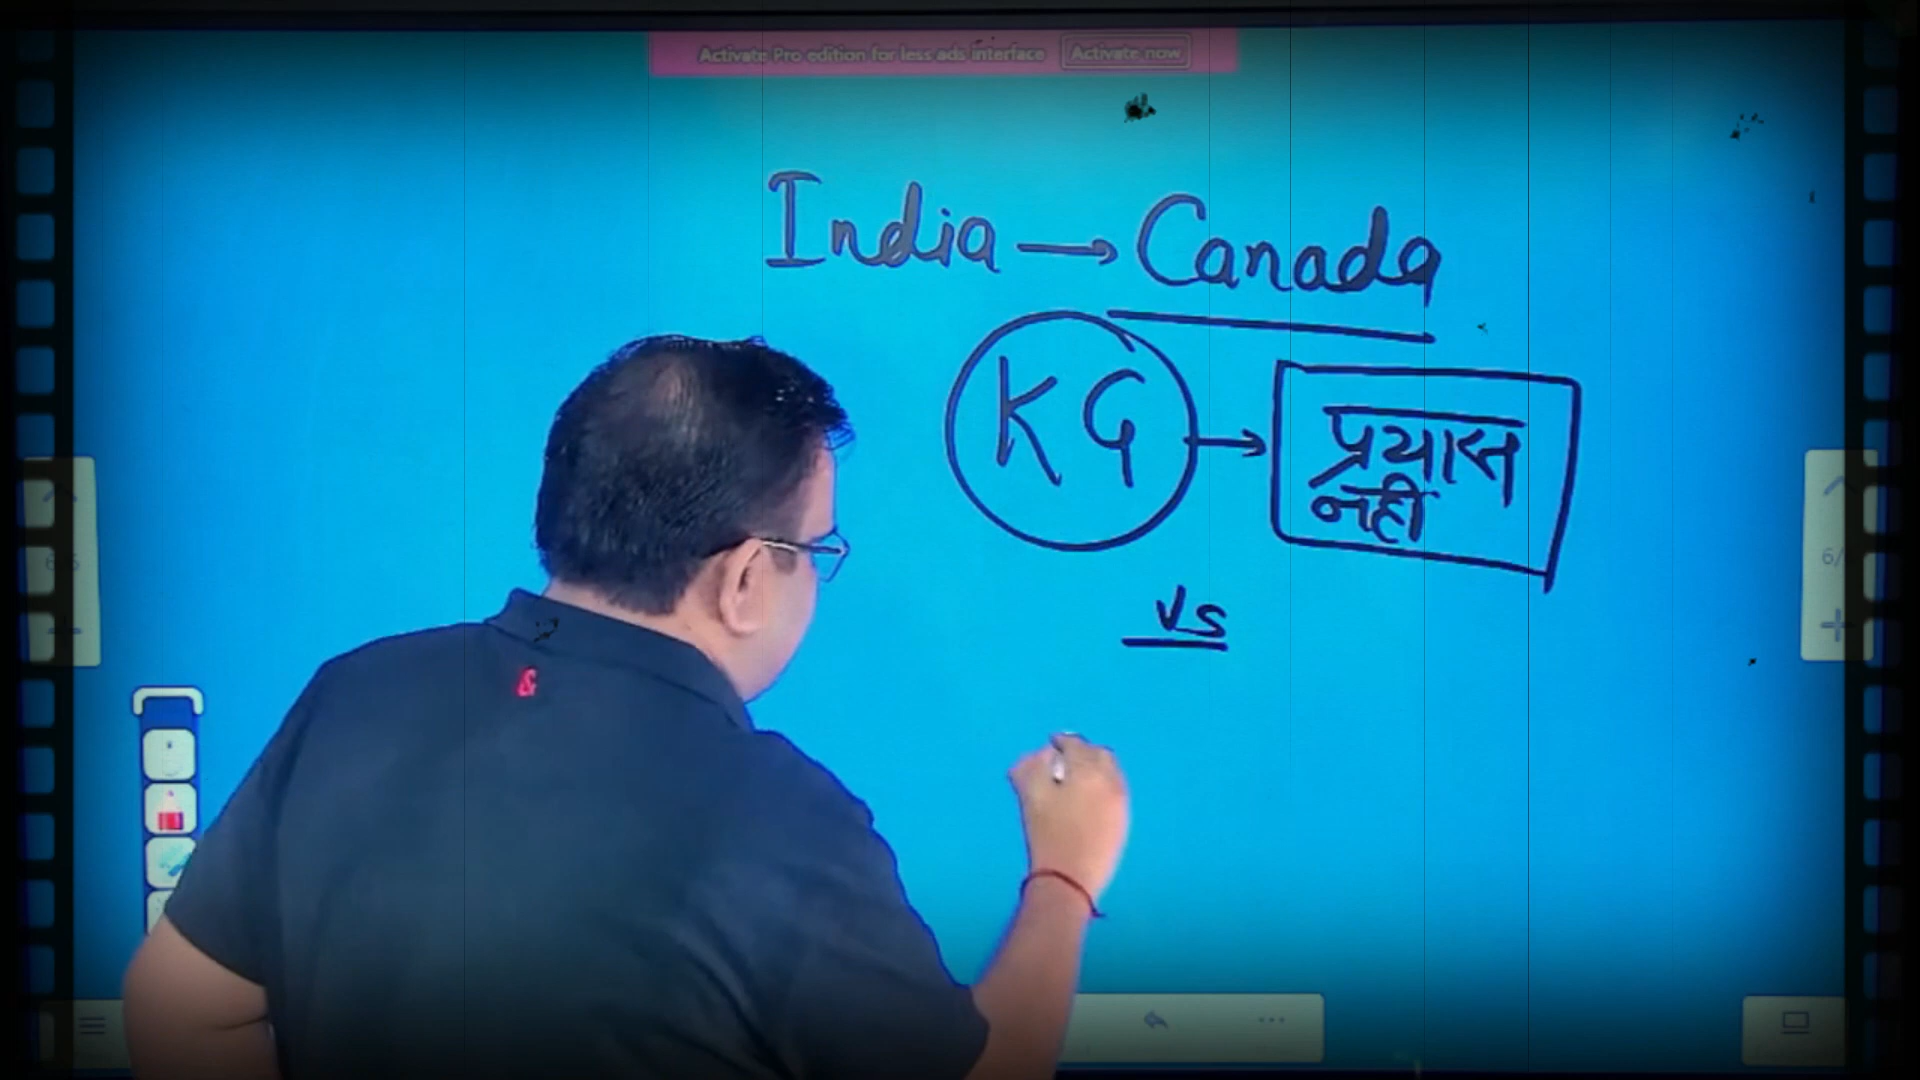 Activate Pro edition for less ads interface Activate now
India → Canada
KG → प्रयास
नहीं
vs
&